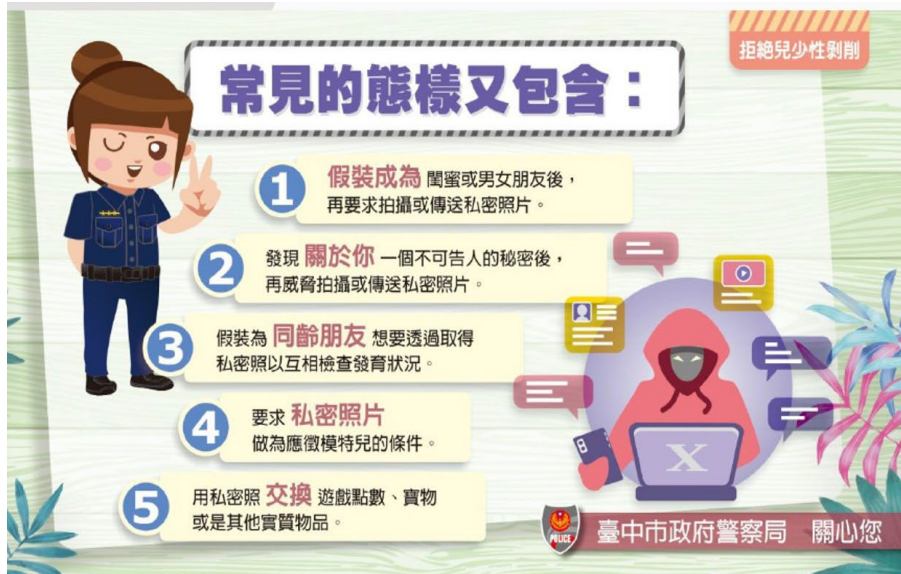 拒絕兒少性剝削
常見的態樣又包含：
1
假裝成為 閨蜜或男女朋友後，
再要求拍攝或傳送私密照片。
2
發現 關於你 一個不可告人的秘密後，
再威脅拍攝或傳送私密照片。
3
假裝為 同齡朋友 想要透過取得
私密照以互相檢查發育狀況。
4
要求 私密照片
做為應徵模特兒的條件。
5
用私密照 交換 遊戲點數、寶物
或是其他實質物品。
X
POLICE
臺中市政府警察局 關心您